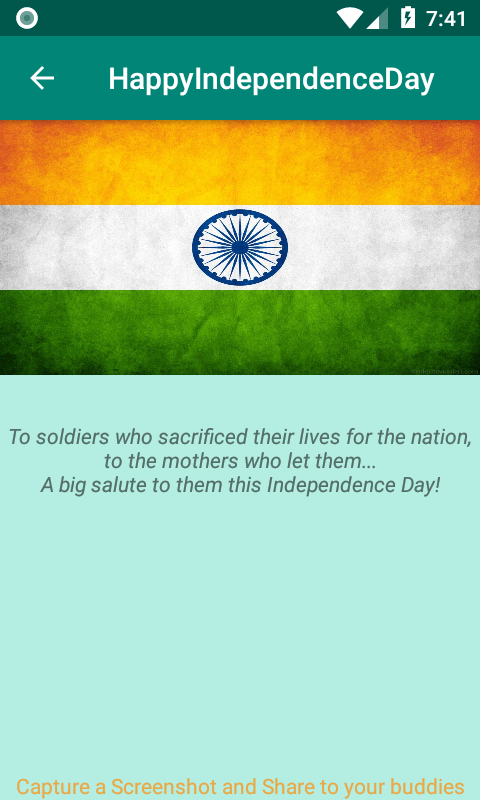 7:41
HappyIndependenceDay
To soldiers who sacrificed their lives for the nation,
to the mothers who let them...
A big salute to them this Independence Day!
Capture a Screenshot and Share to your buddies